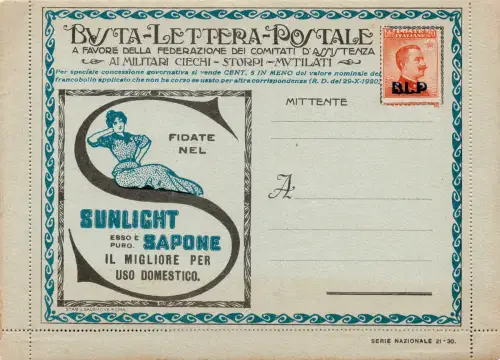 BVSTA-LETTERA-POSTALE
A FAVORE DELLA FEDERAZIONE DEI COMITATI D'ASSISTENZA
AI MILITARI CIECHI - STORPI - MVTILATI
Per speciale concessione governativa si vende CENT. 5 IN MENO del valore nominale del
francobollo applicato che non ha corso se usato per altra corrispondenza (R. D. del 29-X-1920)
B.L.P
MITTENTE
FIDATE
NEL
S
SUNLIGHT
ESSO È
PURO.
SAPONE
IL MIGLIORE PER
USO DOMESTICO.
A
SERIE NAZIONALE 21-30.